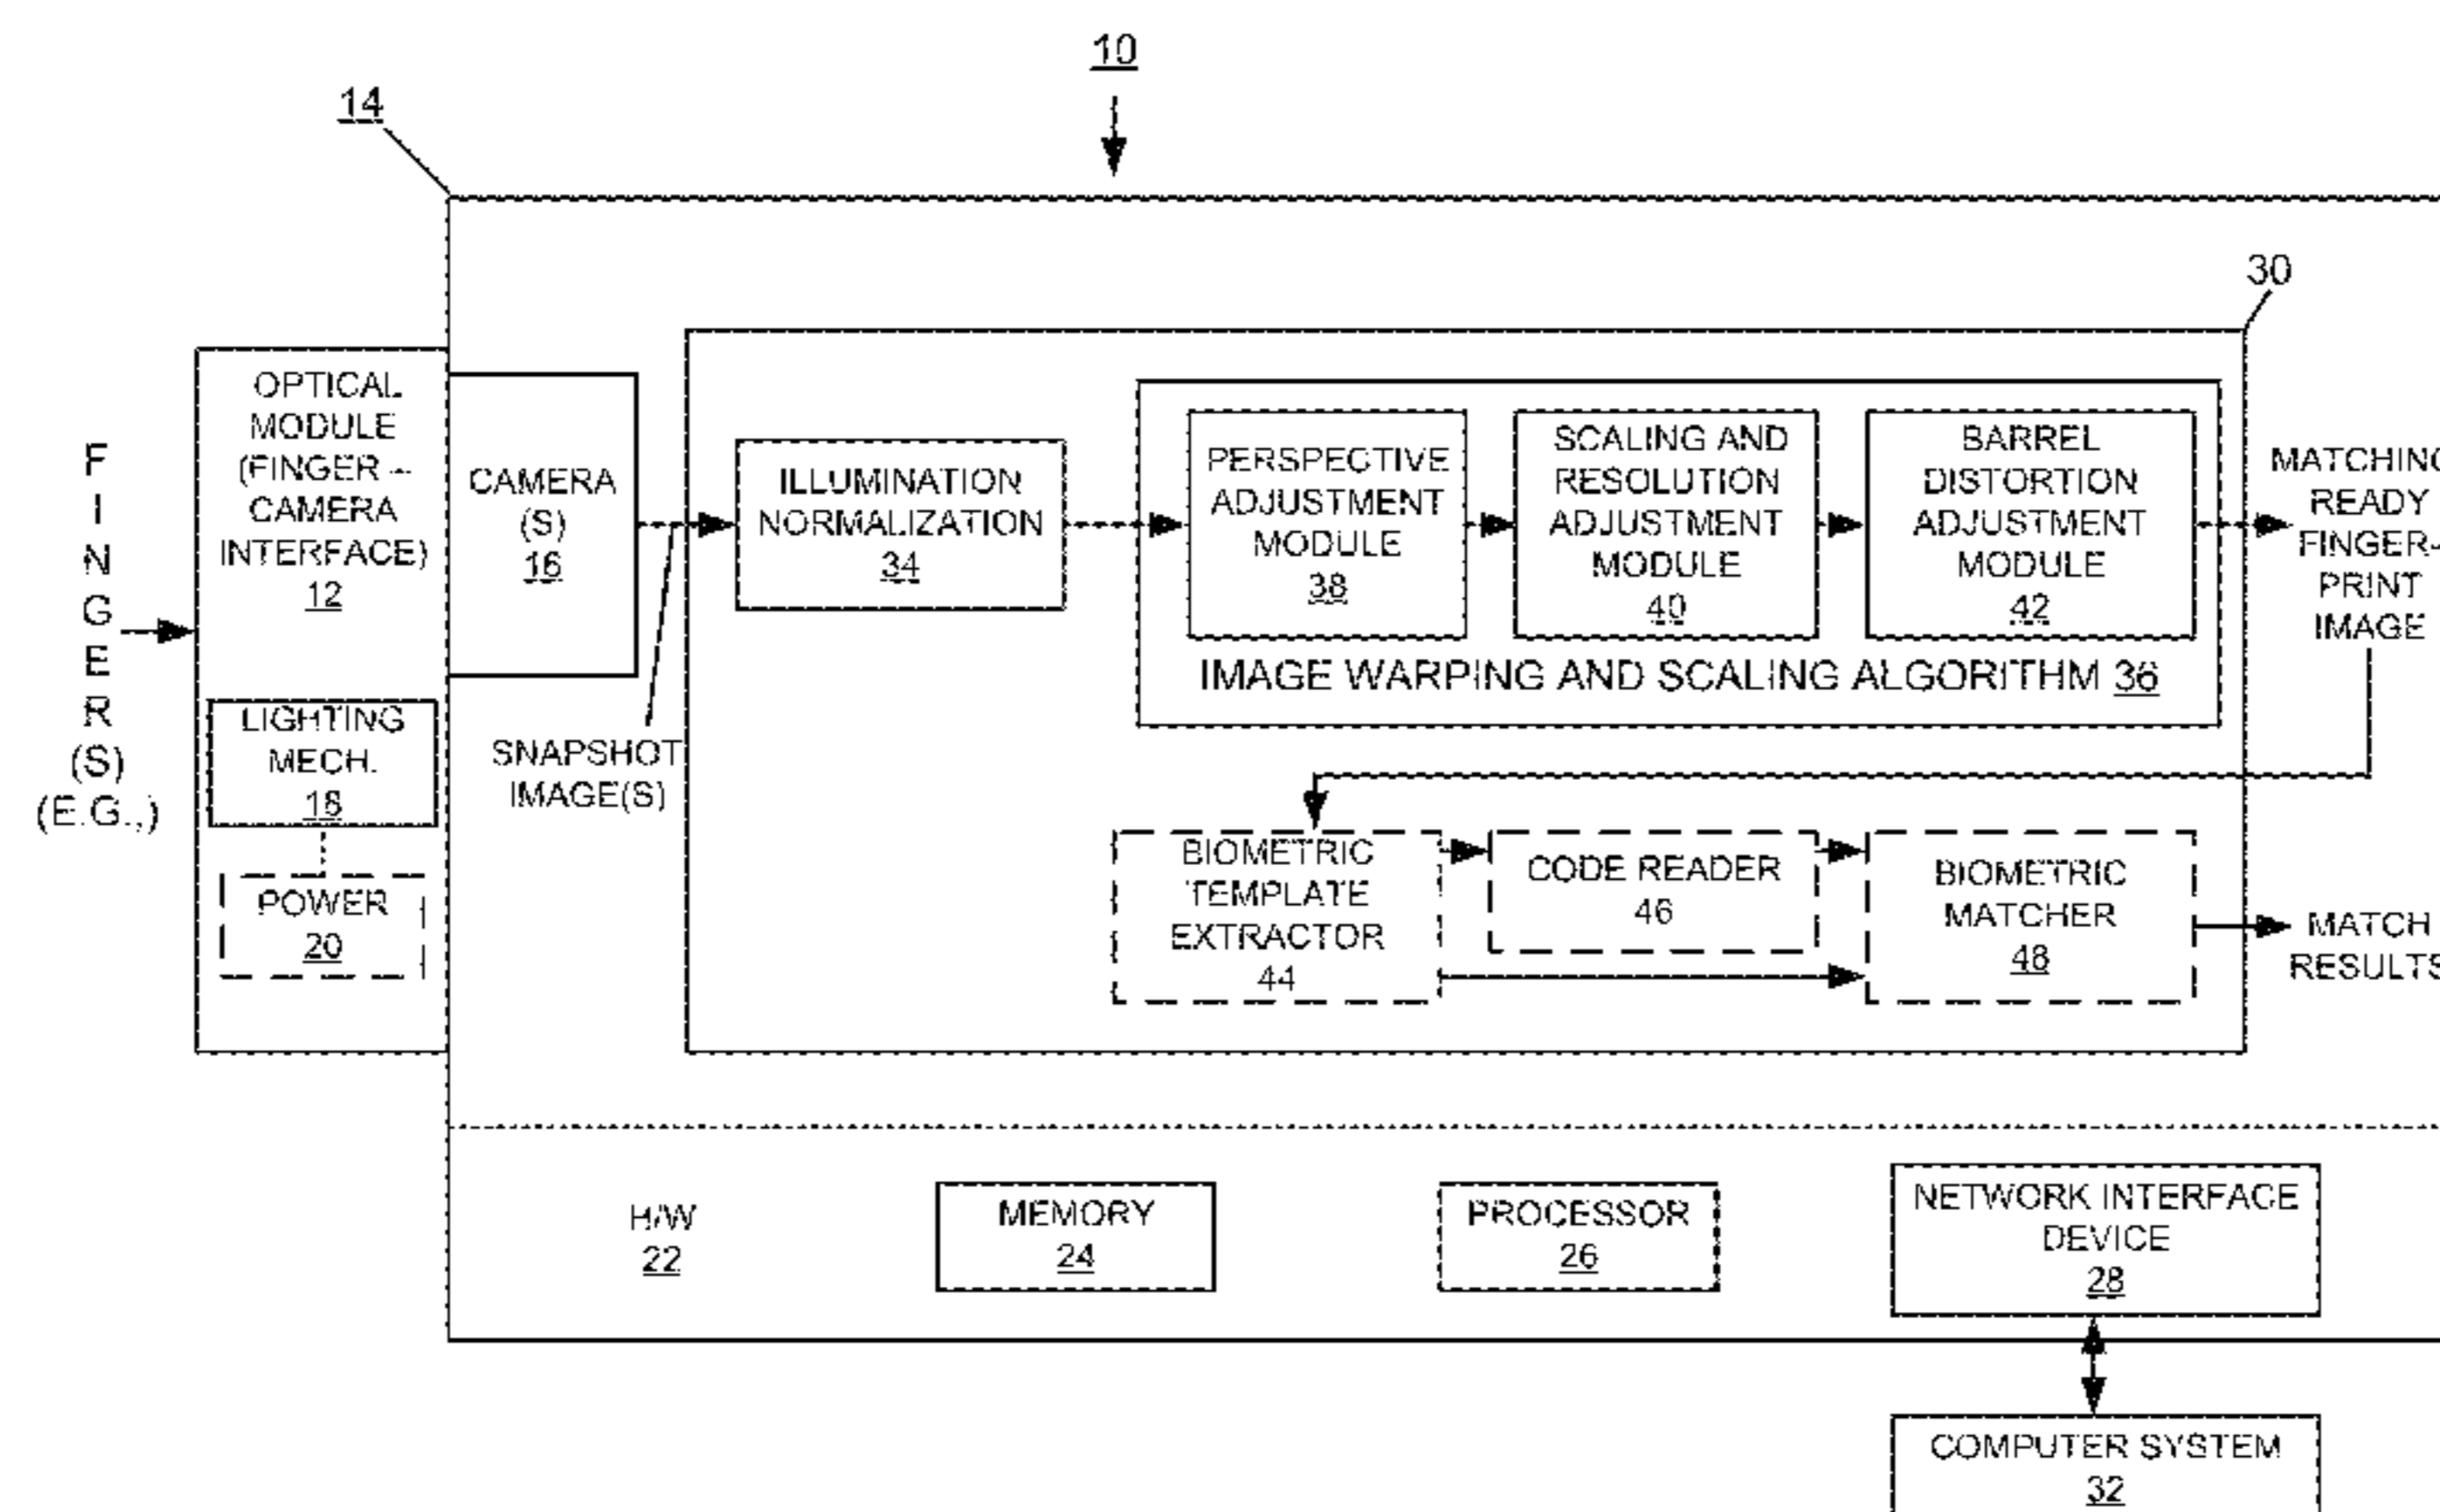 10
14
30
F
I
N
G
E
R
(S)
(E.G.,)
OPTICAL
MODULE
(FINGER –
CAMERA
INTERFACE)
12
LIGHTING
MECH.
18
POWER
20
CAMERA
(S)
16
SNAPSHOT
IMAGE(S)
ILLUMINATION
NORMALIZATION
34
PERSPECTIVE
ADJUSTMENT
MODULE
38
SCALING AND
RESOLUTION
ADJUSTMENT
MODULE
40
BARREL
DISTORTION
ADJUSTMENT
MODULE
42
IMAGE WARPING AND SCALING ALGORITHM 36
MATCHING
READY
FINGER-
PRINT
IMAGE
BIOMETRIC
TEMPLATE
EXTRACTOR
44
CODE READER
46
BIOMETRIC
MATCHER
48
MATCH
RESULTS
H/W
22
MEMORY
24
PROCESSOR
26
NETWORK INTERFACE
DEVICE
28
COMPUTER SYSTEM
32